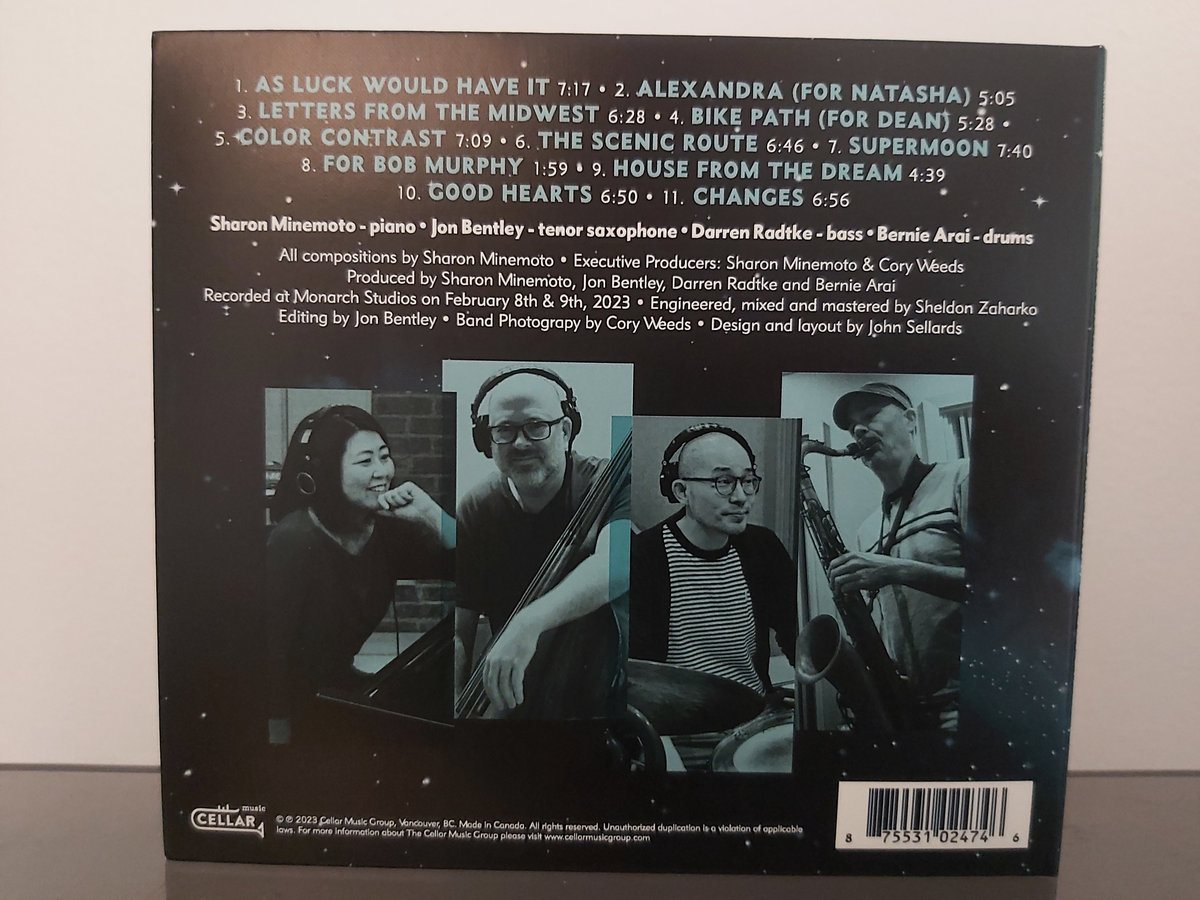 1. AS LUCK WOULD HAVE IT 7:17 • 2. ALEXANDRA (FOR NATASHA) 5:05
3. LETTERS FROM THE MIDWEST 6:28 • 4. BIKE PATH (FOR DEAN) 5:28 •
5. COLOR CONTRAST 7:09 • 6. THE SCENIC ROUTE 6:46 • 7. SUPERMOON 7:40
8. FOR BOB MURPHY 1:59 • 9. HOUSE FROM THE DREAM 4:39
10. GOOD HEARTS 6:50 • 11. CHANGES 6:56
Sharon Minemoto - piano • Jon Bentley - tenor saxophone • Darren Radtke - bass • Bernie Arai - drums
All compositions by Sharon Minemoto • Executive Producers: Sharon Minemoto & Cory Weeds
Produced by Sharon Minemoto, Jon Bentley, Darren Radtke and Bernie Arai
Recorded at Monarch Studios on February 8th & 9th, 2023 • Engineered, mixed and mastered by Sheldon Zaharko
Editing by Jon Bentley • Band Photograpy by Cory Weeds • Design and layout by John Sellards
music
CELLAR
© ℗ 2023 Cellar Music Group, Vancouver, BC. Made in Canada. All rights reserved. Unauthorized duplication is a violation of applicable
laws. For more information about The Cellar Music Group please visit www.cellarmusicgroup.com
8 75531 02474 6